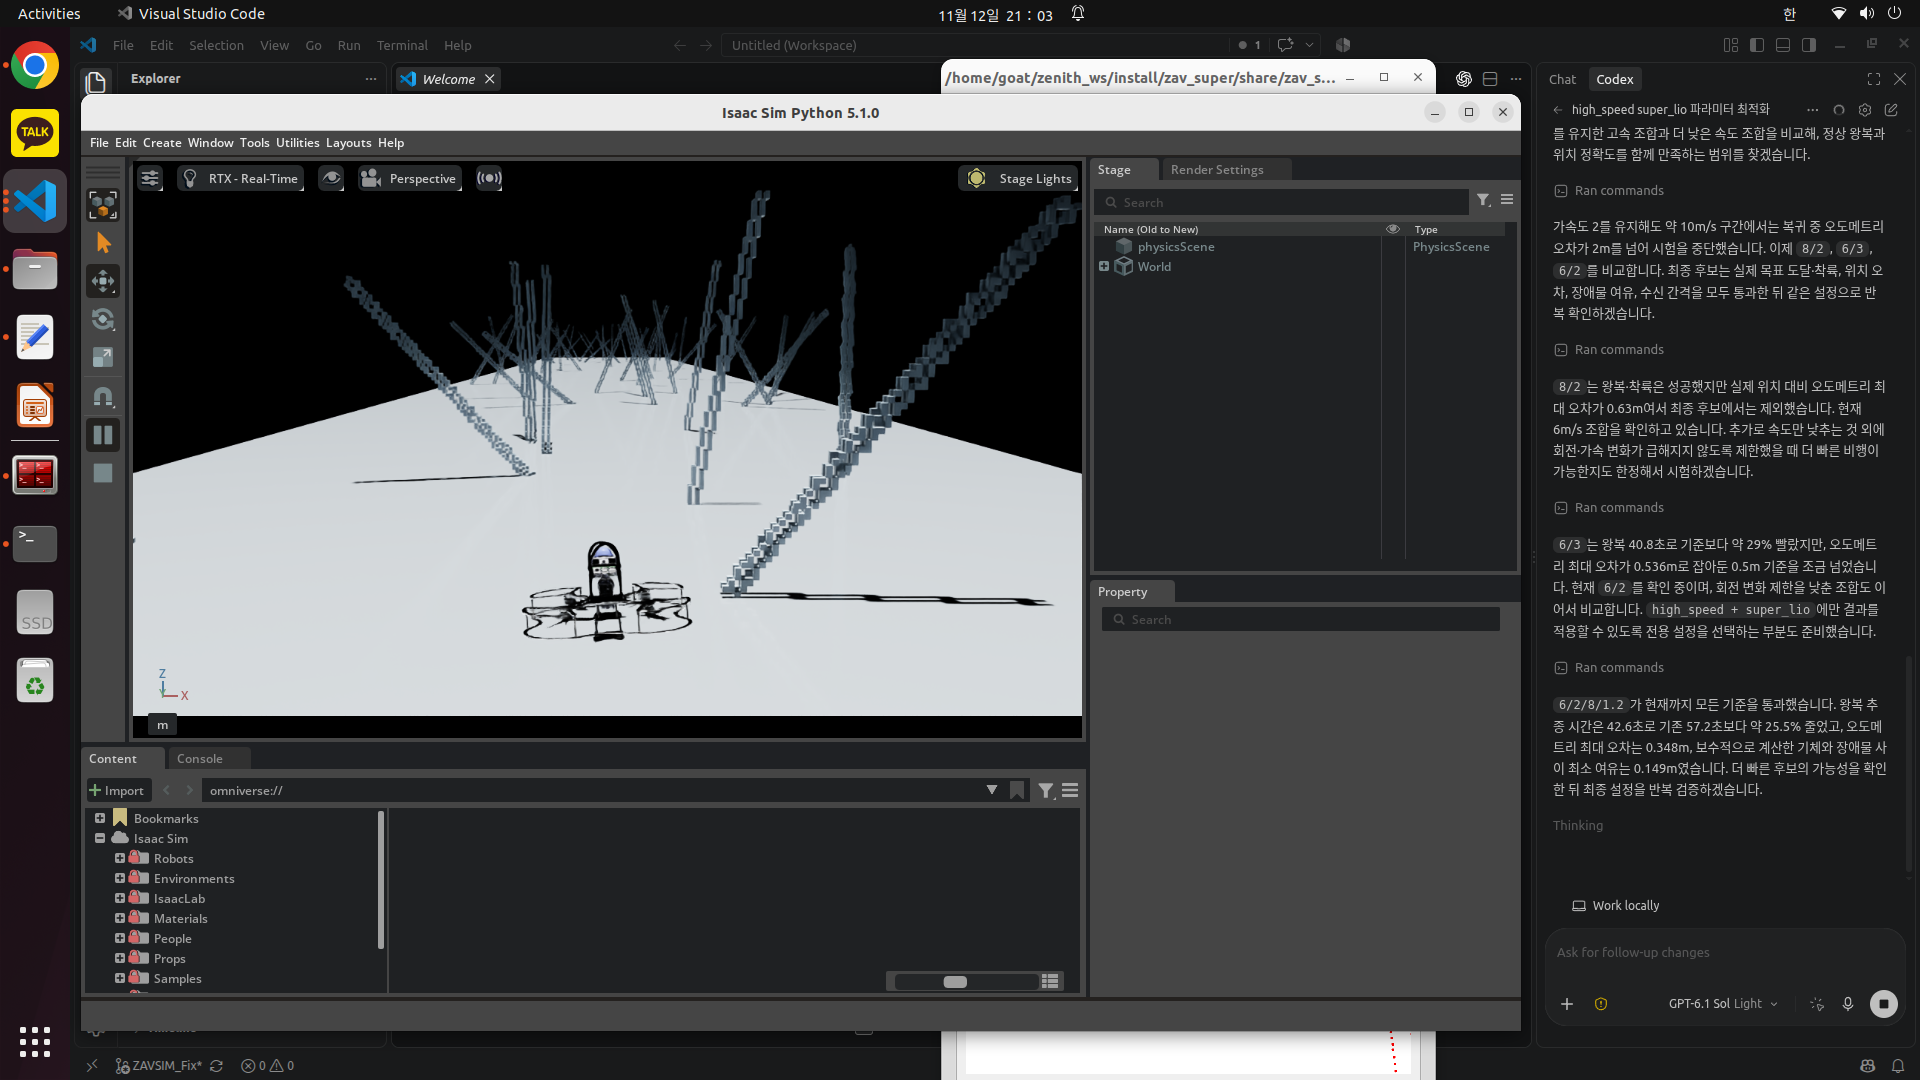 Activities
Visual Studio Code
11월 12일 21 : 03
한
File Edit Selection View Go Run Terminal Help
Untitled (Workspace)
1
Explorer
Welcome
/home/goat/zenith_ws/install/zav_super/share/zav_s...
Chat
Codex
TALK
SSD
Isaac Sim Python 5.1.0
File Edit Create Window Tools Utilities Layouts Help
RTX - Real-Time
Perspective
Stage Lights
Z
Y
X
m
Stage
Render Settings
Search
Name (Old to New)
Type
physicsScene
PhysicsScene
World
Property
Search
Content
Console
Import
omniverse://
Bookmarks
Isaac Sim
Robots
Environments
IsaacLab
Materials
People
Props
Samples
high_speed super_lio 파라미터 최적화
를 유지한 고속 조합과 더 낮은 속도 조합을 비교해, 정상 왕복과
위치 정확도를 함께 만족하는 범위를 찾겠습니다.
Ran commands
가속도 2를 유지해도 약 10m/s 구간에서는 복귀 중 오도메트리
오차가 2m를 넘어 시험을 중단했습니다. 이제 8/2, 6/3,
6/2를 비교합니다. 최종 후보는 실제 목표 도달·착륙, 위치 오
차, 장애물 여유, 수신 간격을 모두 통과한 뒤 같은 설정으로 반
복 확인하겠습니다.
Ran commands
8/2는 왕복·착륙은 성공했지만 실제 위치 대비 오도메트리 최
대 오차가 0.63m여서 최종 후보에서는 제외했습니다. 현재
6m/s 조합을 확인하고 있습니다. 추가로 속도만 낮추는 것 외에
회전·가속 변화가 급해지지 않도록 제한했을 때 더 빠른 비행이
가능한지도 한정해서 시험하겠습니다.
Ran commands
6/3는 왕복 40.8초로 기준보다 약 29% 빨랐지만, 오도메트
리 최대 오차가 0.536m로 잡아둔 0.5m 기준을 조금 넘었습니
다. 현재 6/2를 확인 중이며, 회전 변화 제한을 낮춘 조합도 이
어서 비교합니다. high_speed + super_lio에만 결과를
적용할 수 있도록 전용 설정을 선택하는 부분도 준비했습니다.
Ran commands
6/2/8/1.2가 현재까지 모든 기준을 통과했습니다. 왕복 추
종 시간은 42.6초로 기존 57.2초보다 약 25.5% 줄었고, 오도메
트리 최대 오차는 0.348m, 보수적으로 계산한 기체와 장애물 사
이 최소 여유는 0.149m였습니다. 더 빠른 후보의 가능성을 확인
한 뒤 최종 설정을 반복 검증하겠습니다.
Thinking
Work locally
Ask for follow-up changes
GPT-6.1 Sol Light
ZAVSIM_Fix*
0 0